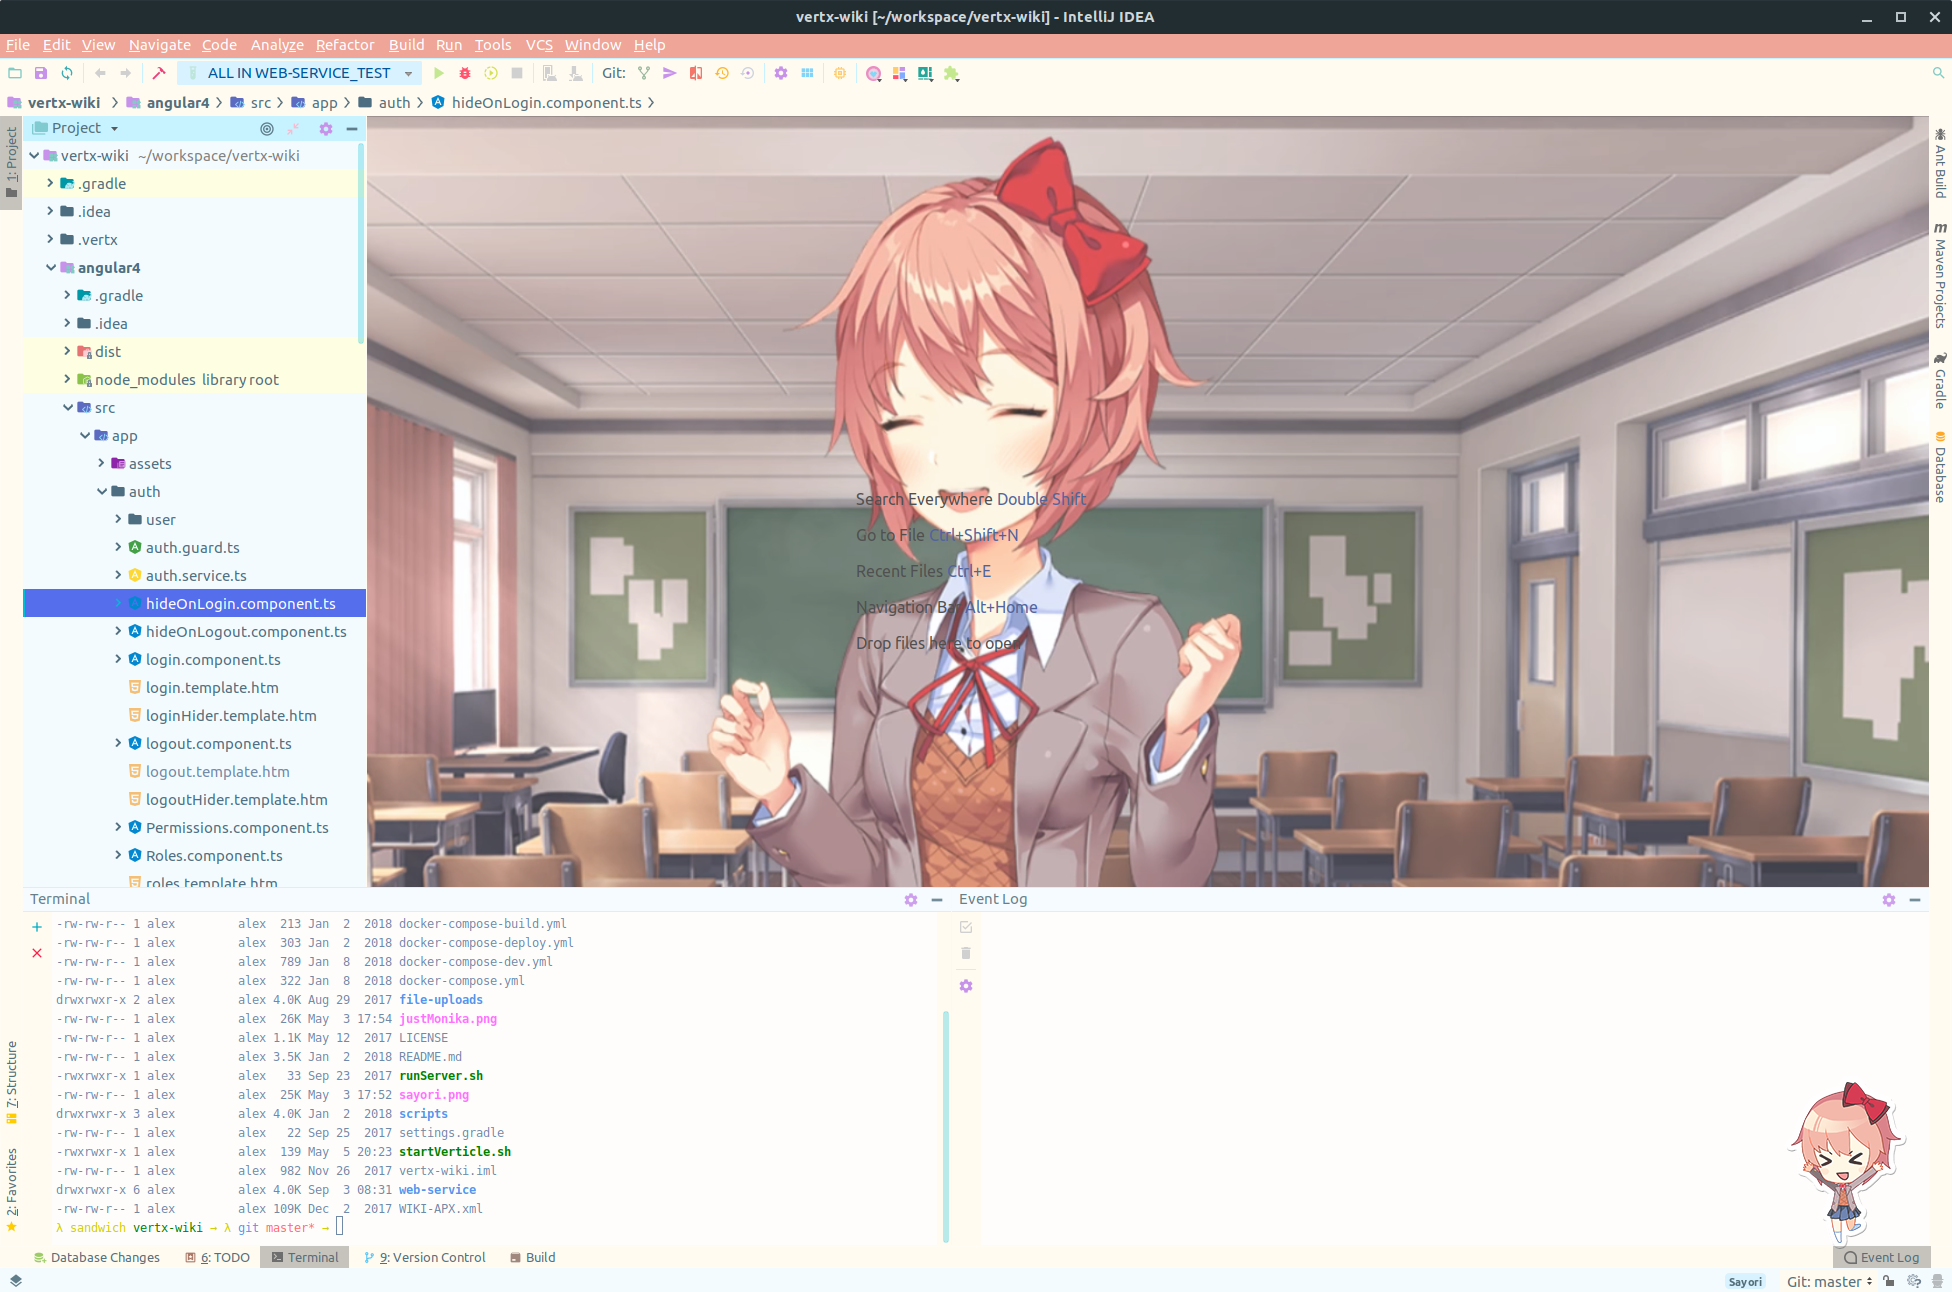 vertx-wiki [~/workspace/vertx-wiki] - IntelliJ IDEA
File Edit View Navigate Code Analyze Refactor Build Run Tools VCS Window Help
ALL IN WEB-SERVICE_TEST Git:
vertx-wiki angular4 src app auth hideOnLogin.component.ts
1: Project
Project
vertx-wiki ~/workspace/vertx-wiki
.gradle
.idea
.vertx
angular4
.gradle
.idea
dist
node_modules library root
src
app
assets
auth
user
auth.guard.ts
auth.service.ts
hideOnLogin.component.ts
hideOnLogout.component.ts
login.component.ts
login.template.htm
loginHider.template.htm
logout.component.ts
logout.template.htm
logoutHider.template.htm
Permissions.component.ts
Roles.component.ts
roles.template.htm
Search Everywhere Double Shift
Go to File Ctrl+Shift+N
Recent Files Ctrl+E
Navigation Bar Alt+Home
Drop files here to open
Ant Build
m Maven Projects
Gradle
Database
7: Structure
2: Favorites
Terminal
-rw-rw-r-- 1 alex alex 213 Jan 2 2018 docker-compose-build.yml
-rw-rw-r-- 1 alex alex 303 Jan 2 2018 docker-compose-deploy.yml
-rw-rw-r-- 1 alex alex 789 Jan 8 2018 docker-compose-dev.yml
-rw-rw-r-- 1 alex alex 322 Jan 8 2018 docker-compose.yml
drwxrwxr-x 2 alex alex 4.0K Aug 29 2017 file-uploads
-rw-rw-r-- 1 alex alex 26K May 3 17:54 justMonika.png
-rw-rw-r-- 1 alex alex 1.1K May 12 2017 LICENSE
-rw-rw-r-- 1 alex alex 3.5K Jan 2 2018 README.md
-rwxrwxr-x 1 alex alex 33 Sep 23 2017 runServer.sh
-rw-rw-r-- 1 alex alex 25K May 3 17:52 sayori.png
drwxrwxr-x 3 alex alex 4.0K Jan 2 2018 scripts
-rw-rw-r-- 1 alex alex 22 Sep 25 2017 settings.gradle
-rwxrwxr-x 1 alex alex 139 May 5 20:23 startVerticle.sh
-rw-rw-r-- 1 alex alex 982 Nov 26 2017 vertx-wiki.iml
drwxrwxr-x 6 alex alex 4.0K Sep 3 08:31 web-service
-rw-rw-r-- 1 alex alex 109K Dec 2 2017 WIKI-APX.xml
λ sandwich vertx-wiki → λ git master* →
Event Log
Database Changes 6: TODO Terminal 9: Version Control Build Event Log
Sayori Git: master